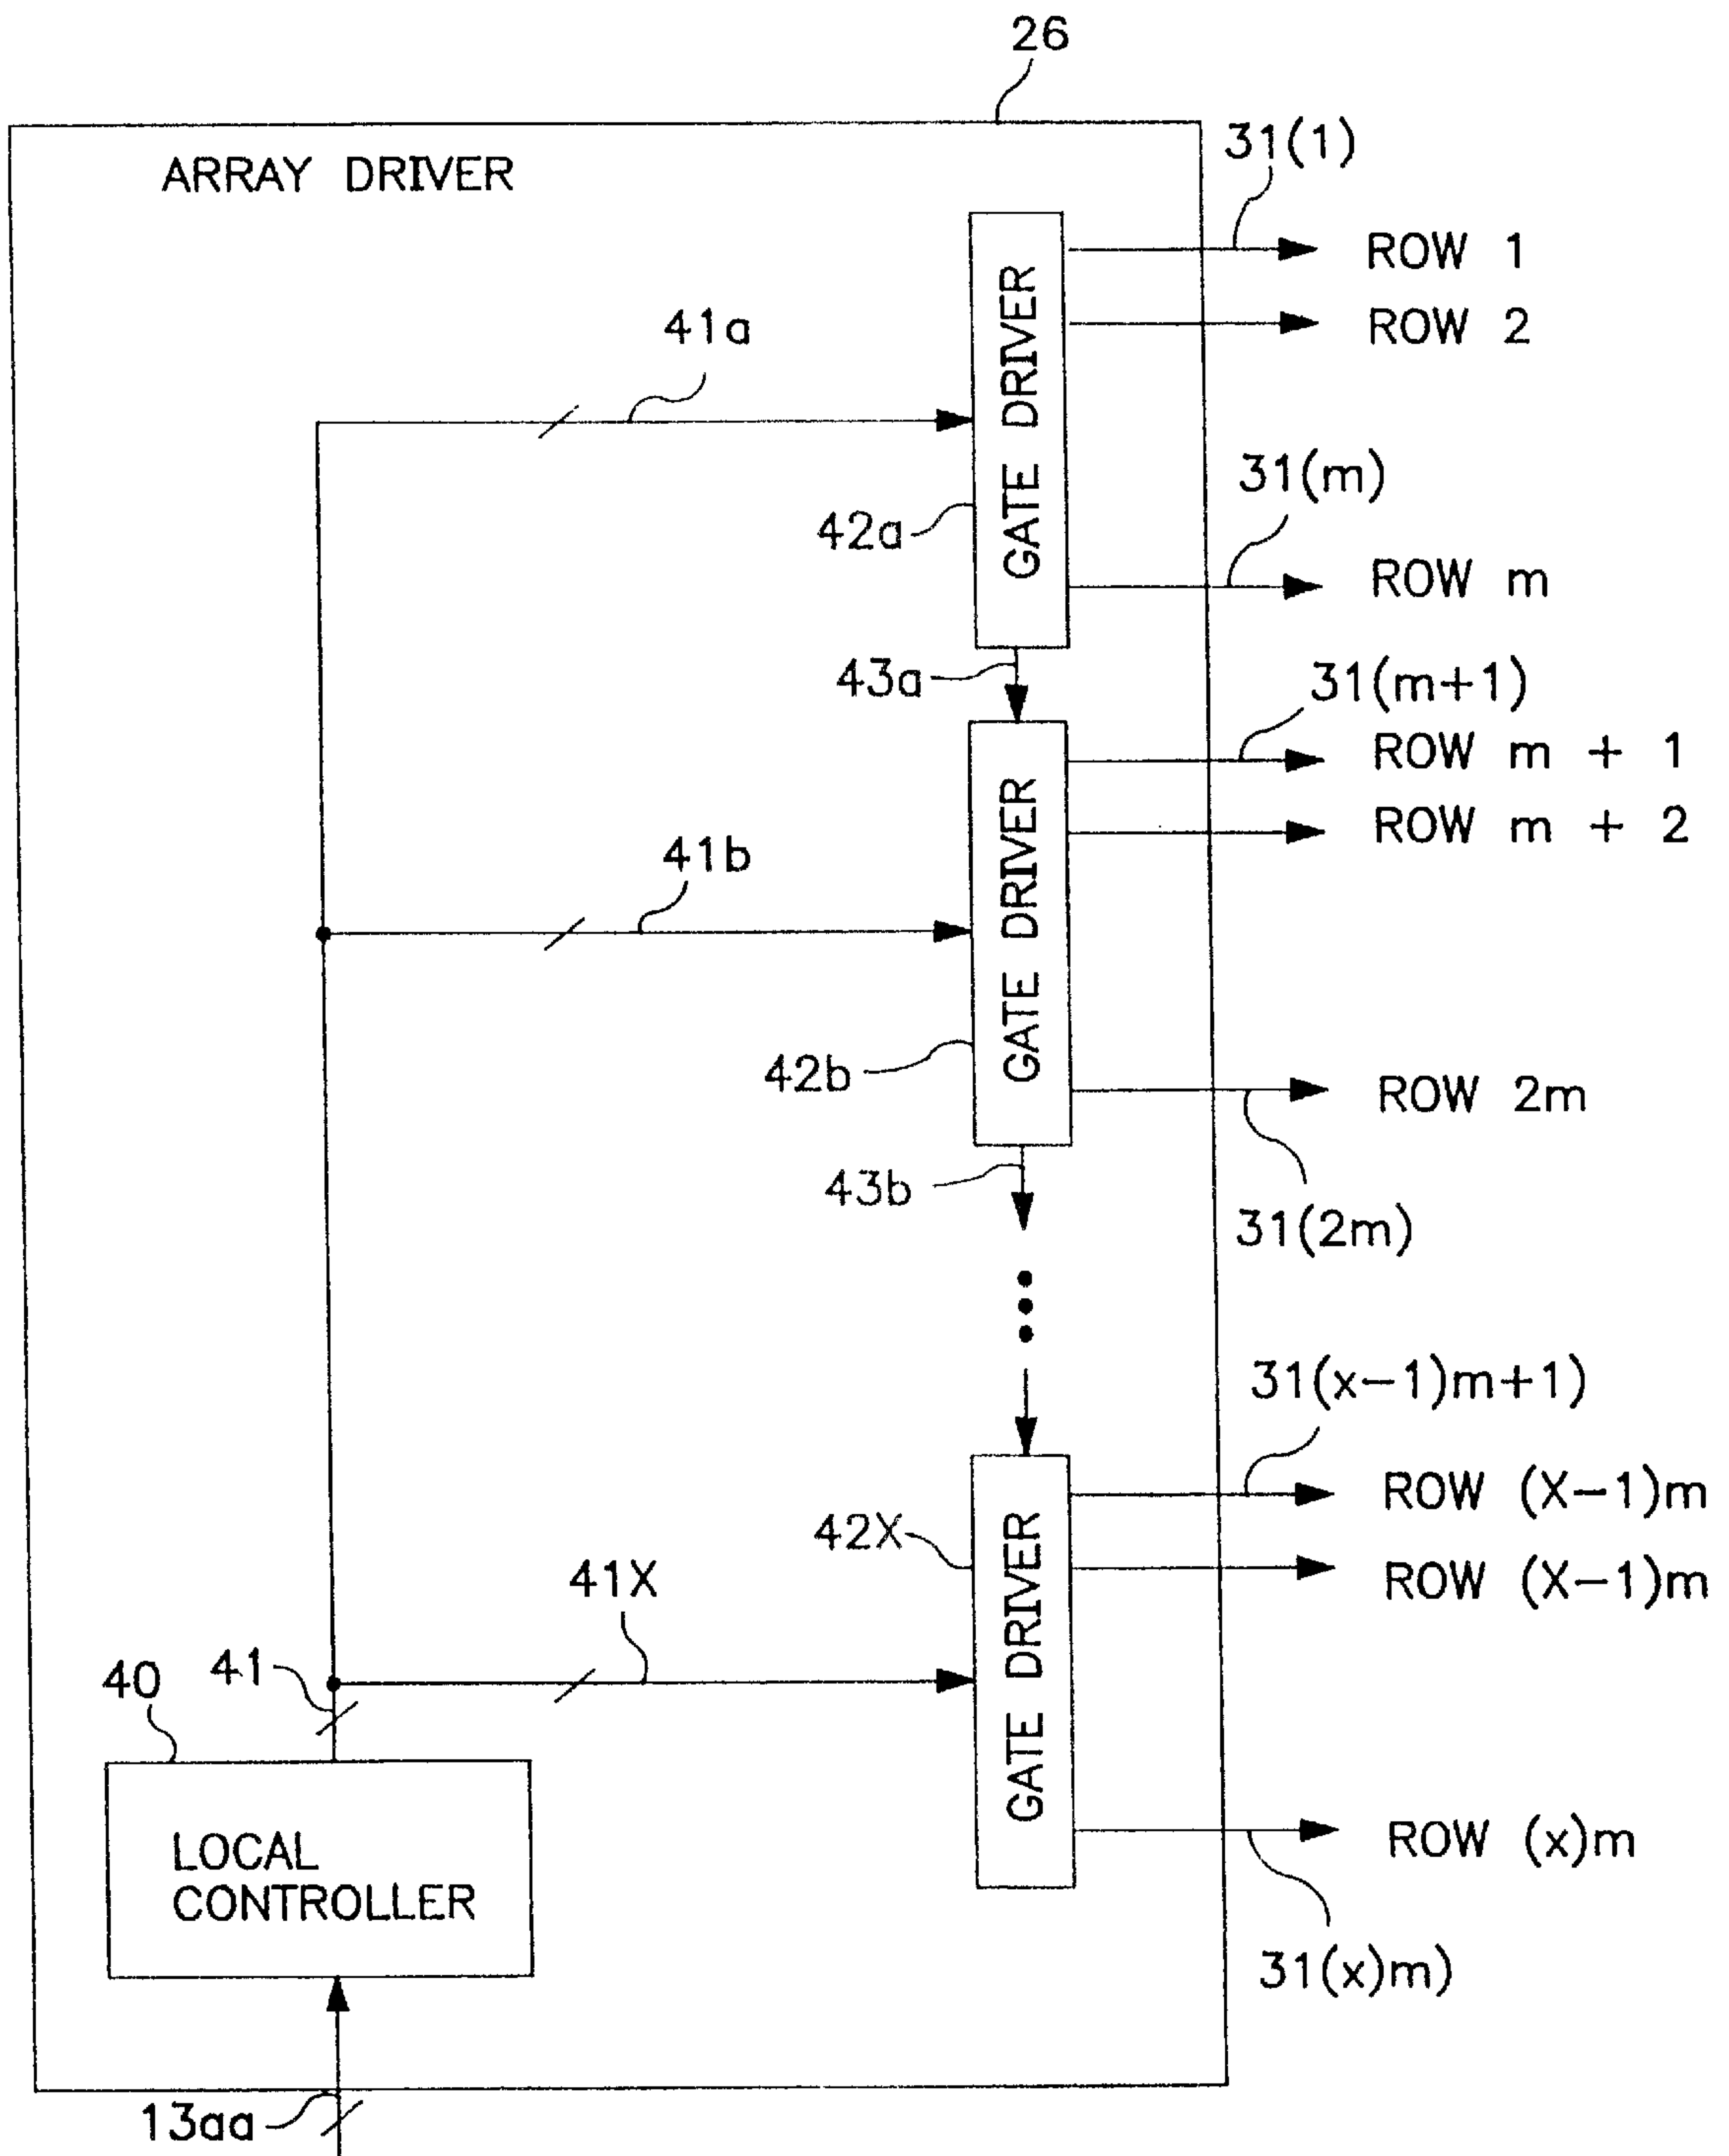 26
ARRAY DRIVER
31(1)
ROW 1
ROW 2
41a
GATE DRIVER
42a
31(m)
ROW m
43a
31(m+1)
ROW m + 1
ROW m + 2
41b
GATE DRIVER
42b
ROW 2m
43b
31(2m)
31(x-1)m+1)
ROW (X-1)m
42X
ROW (X-1)m
41X
GATE DRIVER
40
41
ROW (x)m
LOCAL
CONTROLLER
31(x)m)
13aa